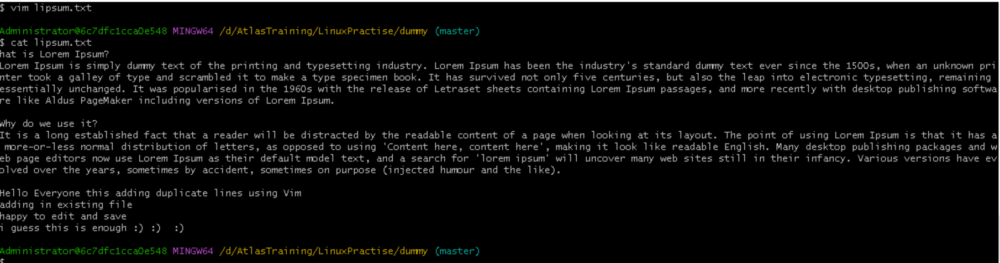 $ vim lipsum.txt
Administrator@6c7dfc1cca0e548 MINGW64 /d/AtlasTraining/LinuxPractise/dummy (master)
$ cat lipsum.txt
hat is Lorem Ipsum?
Lorem Ipsum is simply dummy text of the printing and typesetting industry. Lorem Ipsum has been the industry's standard dummy text ever since the 1500s, when an unknown pri
nter took a galley of type and scrambled it to make a type specimen book. It has survived not only five centuries, but also the leap into electronic typesetting, remaining
essentially unchanged. It was popularised in the 1960s with the release of Letraset sheets containing Lorem Ipsum passages, and more recently with desktop publishing softwa
re like Aldus PageMaker including versions of Lorem Ipsum.
Why do we use it?
It is a long established fact that a reader will be distracted by the readable content of a page when looking at its layout. The point of using Lorem Ipsum is that it has a
more-or-less normal distribution of letters, as opposed to using 'Content here, content here', making it look like readable English. Many desktop publishing packages and w
eb page editors now use Lorem Ipsum as their default model text, and a search for 'lorem ipsum' will uncover many web sites still in their infancy. Various versions have ev
olved over the years, sometimes by accident, sometimes on purpose (injected humour and the like).
Hello Everyone this adding duplicate lines using Vim
adding in existing file
happy to edit and save
i guess this is enough :) :)  :)
Administrator@6c7dfc1cca0e548 MINGW64 /d/AtlasTraining/LinuxPractise/dummy (master)
$